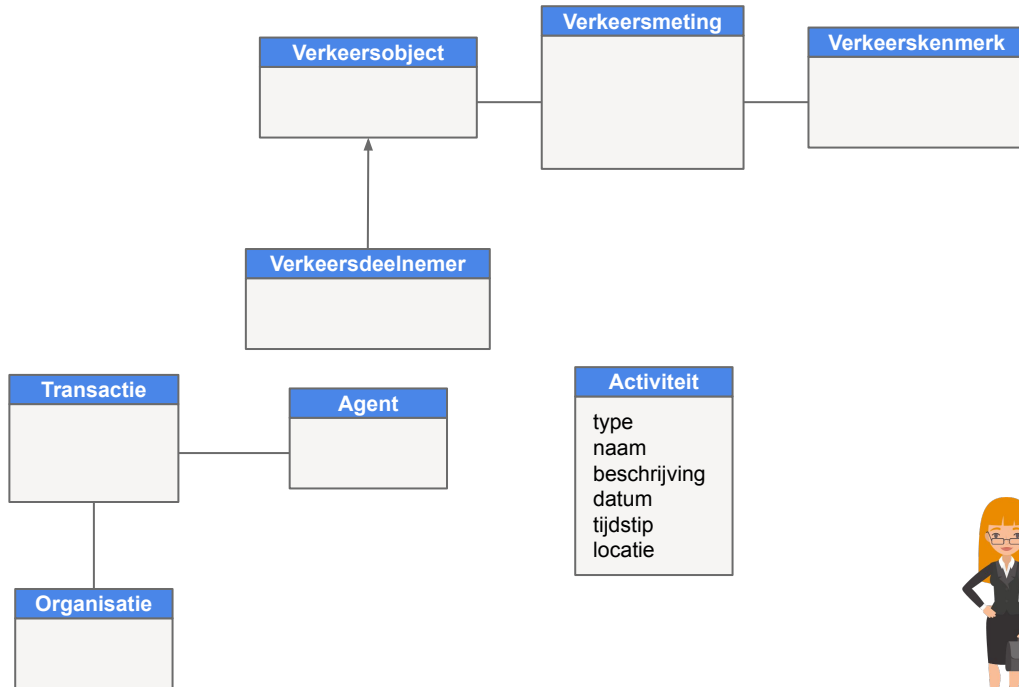 Verkeersobject
Verkeersmeting
Verkeerskenmerk
Verkeersdeelnemer
Transactie
Agent
Activiteit
type
naam
beschrijving
datum
tijdstip
locatie
Organisatie